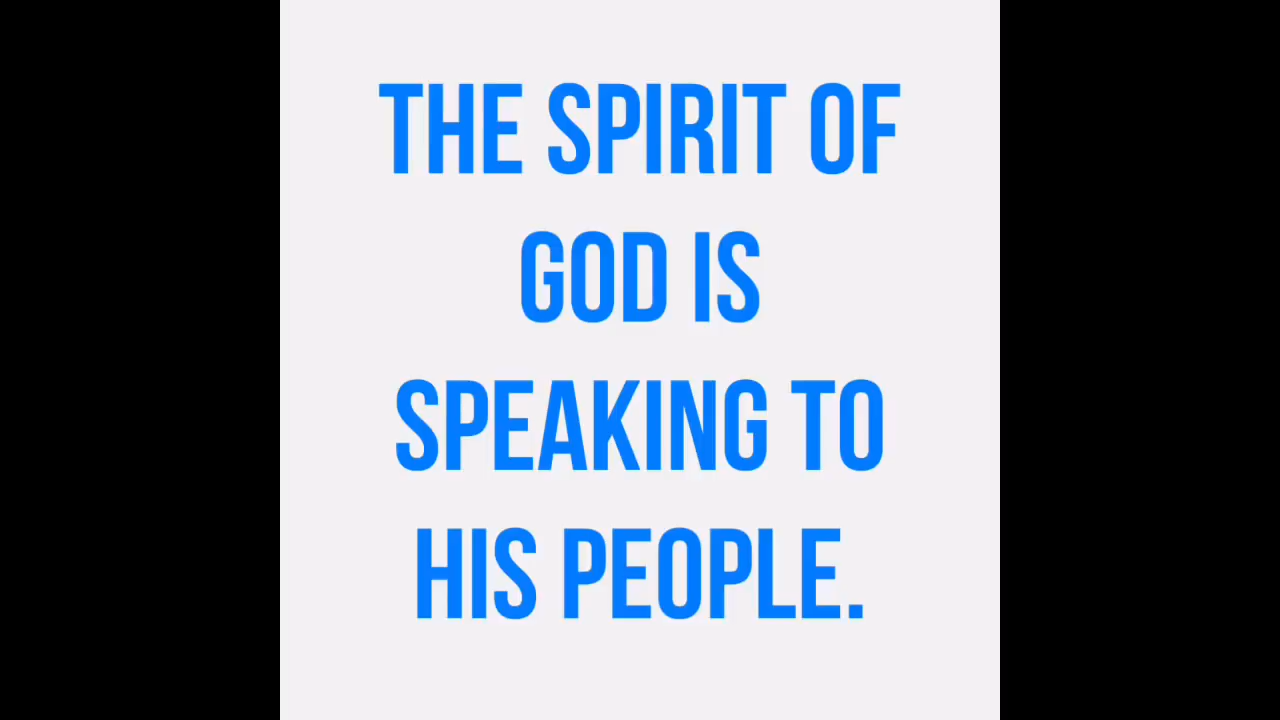 THE SPIRIT OF
GOD IS
SPEAKING TO
HIS PEOPLE.